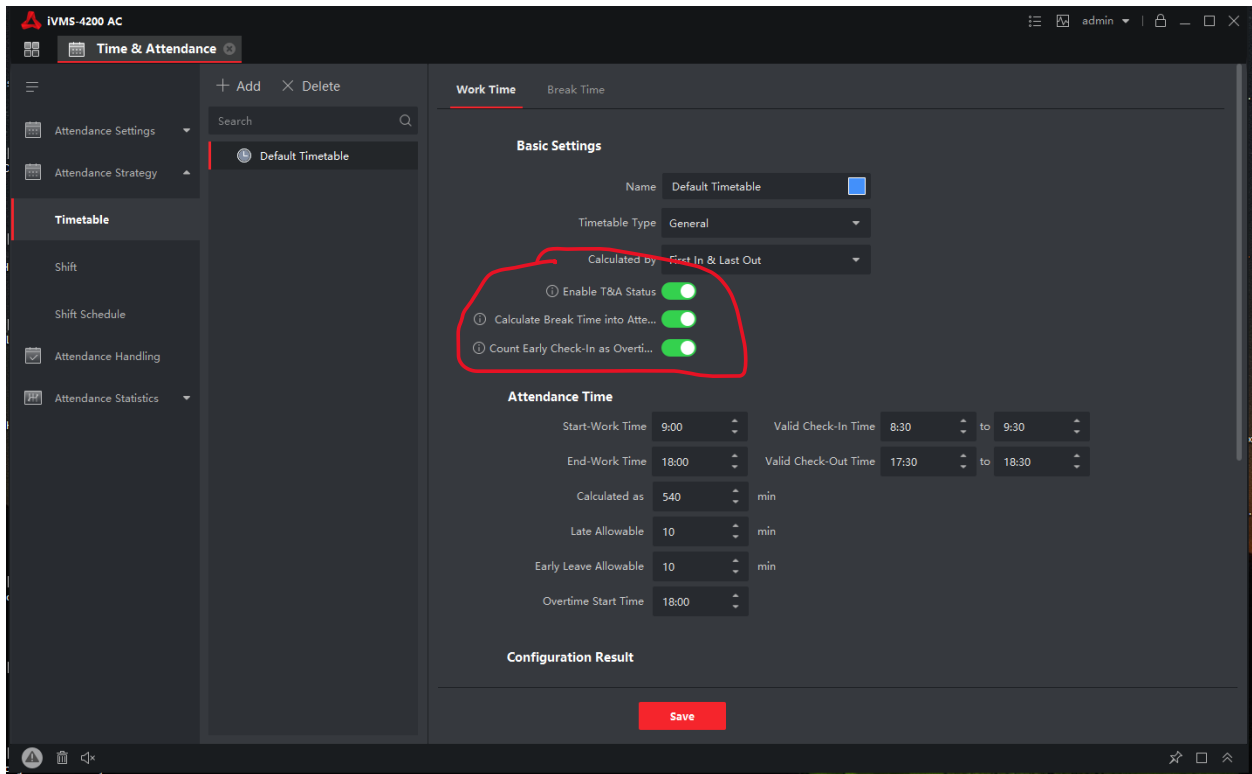 iVMS-4200 AC
admin
Time & Attendance
Add Delete
Search
Default Timetable
Attendance Settings
Attendance Strategy
Timetable
Shift
Shift Schedule
Attendance Handling
Attendance Statistics
Work Time Break Time
Basic Settings
Name Default Timetable
Timetable Type General
Calculated by First In & Last Out
Enable T&A Status
Calculate Break Time into Atte...
Count Early Check-In as Overti...
Attendance Time
Start-Work Time 9:00 Valid Check-In Time 8:30 to 9:30
End-Work Time 18:00 Valid Check-Out Time 17:30 to 18:30
Calculated as 540 min
Late Allowable 10 min
Early Leave Allowable 10 min
Overtime Start Time 18:00
Configuration Result
Save